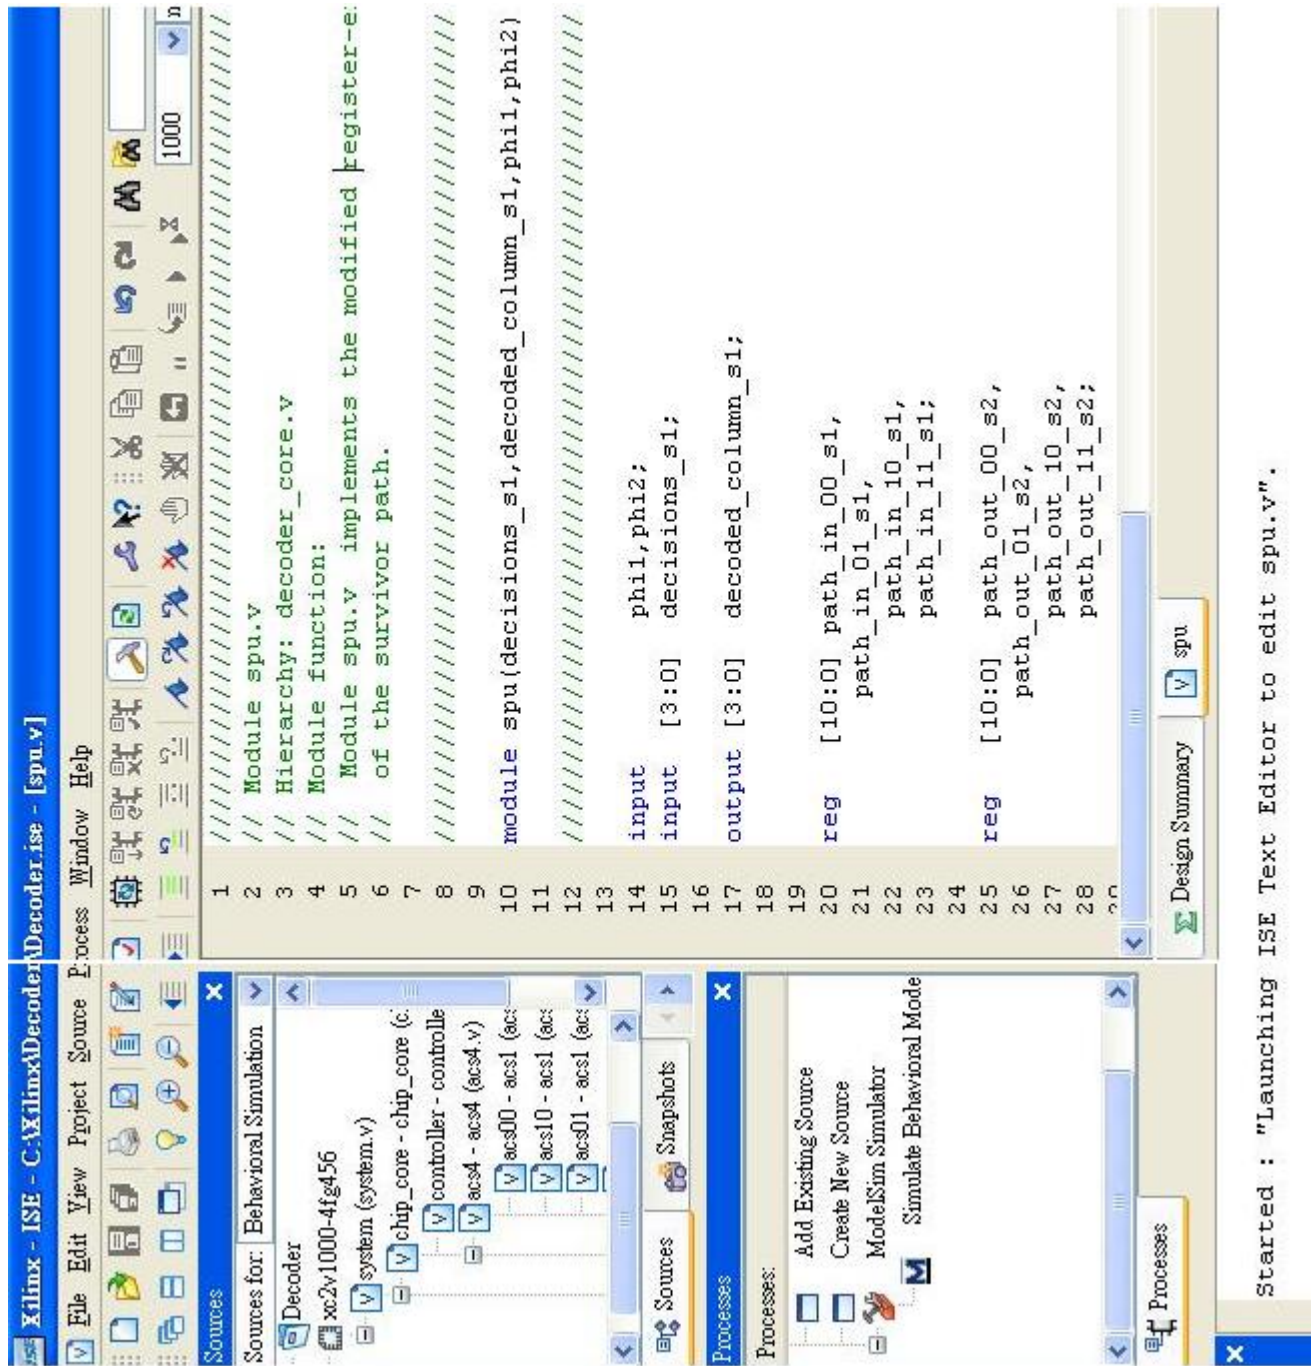 Xilinx - ISE - C:\Xilinx\Decoder\Decoder.ise - [spu.v]
File Edit View Project Source Process Window Help
1000
Sources
Sources for: Behavioral Simulation
Decoder
xc2v1000-4fg456
system (system.v)
chip_core - chip_core (c.
controller - controlle
acs4 - acs4 (acs4.v)
acs00 - acs1 (acs
acs10 - acs1 (acs
acs01 - acs1 (acs
Sources
Snapshots
Processes
Processes:
Add Existing Source
Create New Source
ModelSim Simulator
Simulate Behavioral Mode
Processes
1 ////////////////////////////////////////////////////
2 // Module spu.v
3 // Hierarchy: decoder_core.v
4 // Module function:
5 // Module spu.v implements the modified register-e
6 // of the survivor path.
7
8 ////////////////////////////////////////////////////
9
10 module spu(decisions_s1,decoded_column_s1,phi1,phi2)
11
12 ////////////////////////////////////////////////////
13
14 input phi1,phi2;
15 input [3:0] decisions_s1;
16
17 output [3:0] decoded_column_s1;
18
19
20 reg [10:0] path_in_00_s1,
21 path_in_01_s1,
22 path_in_10_s1,
23 path_in_11_s1;
24
25 reg [10:0] path_out_00_s2,
26 path_out_01_s2,
27 path_out_10_s2,
28 path_out_11_s2;
Design Summary
spu
Started : "Launching ISE Text Editor to edit spu.v".